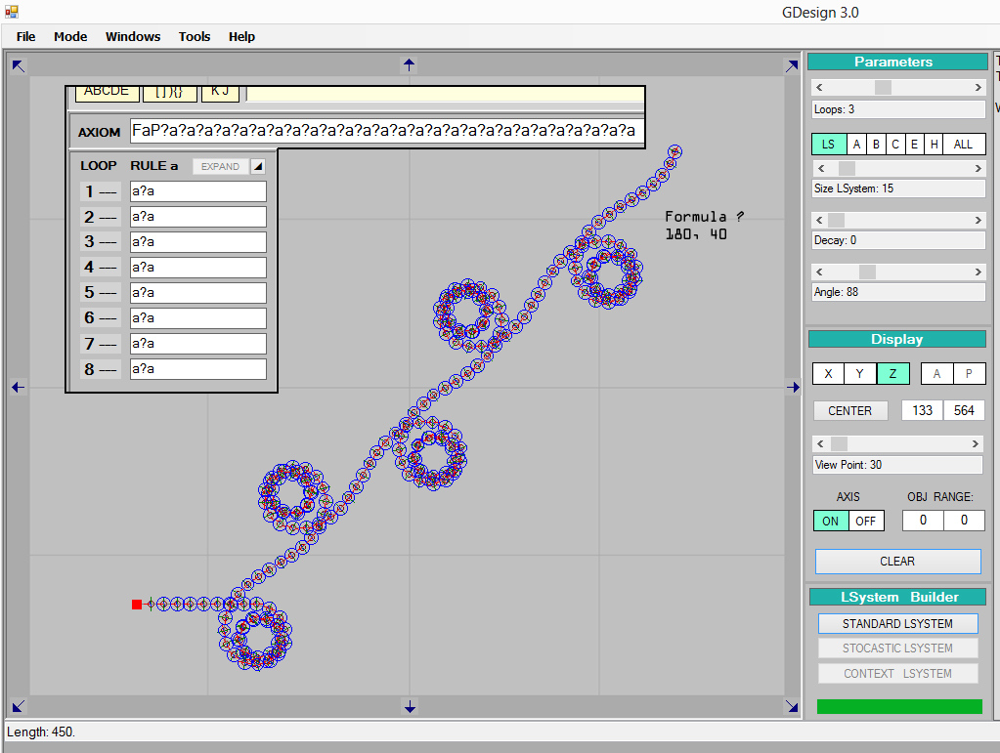 GDesign 3.0
File Mode Windows Tools Help
ABCDE [ ] ){} K J
AXIOM FaP?a?a?a?a?a?a?a?a?a?a?a?a?a?a?a?a?a?a?a?a?a?a?a?a?a?a?a
LOOP RULE a EXPAND
1 --- a?a
2 --- a?a
3 --- a?a
4 --- a?a
5 --- a?a
6 --- a?a
7 --- a?a
8 --- a?a
Formula ?
180, 40
Parameters
Loops: 3
LS A B C E H ALL
Size LSystem: 15
Decay: 0
Angle: 88
Display
X Y Z A P
CENTER 133 564
View Point: 30
AXIS OBJ RANGE:
ON OFF 0 0
CLEAR
LSystem Builder
STANDARD LSYSTEM
STOCASTIC LSYSTEM
CONTEXT LSYSTEM
Length: 450.